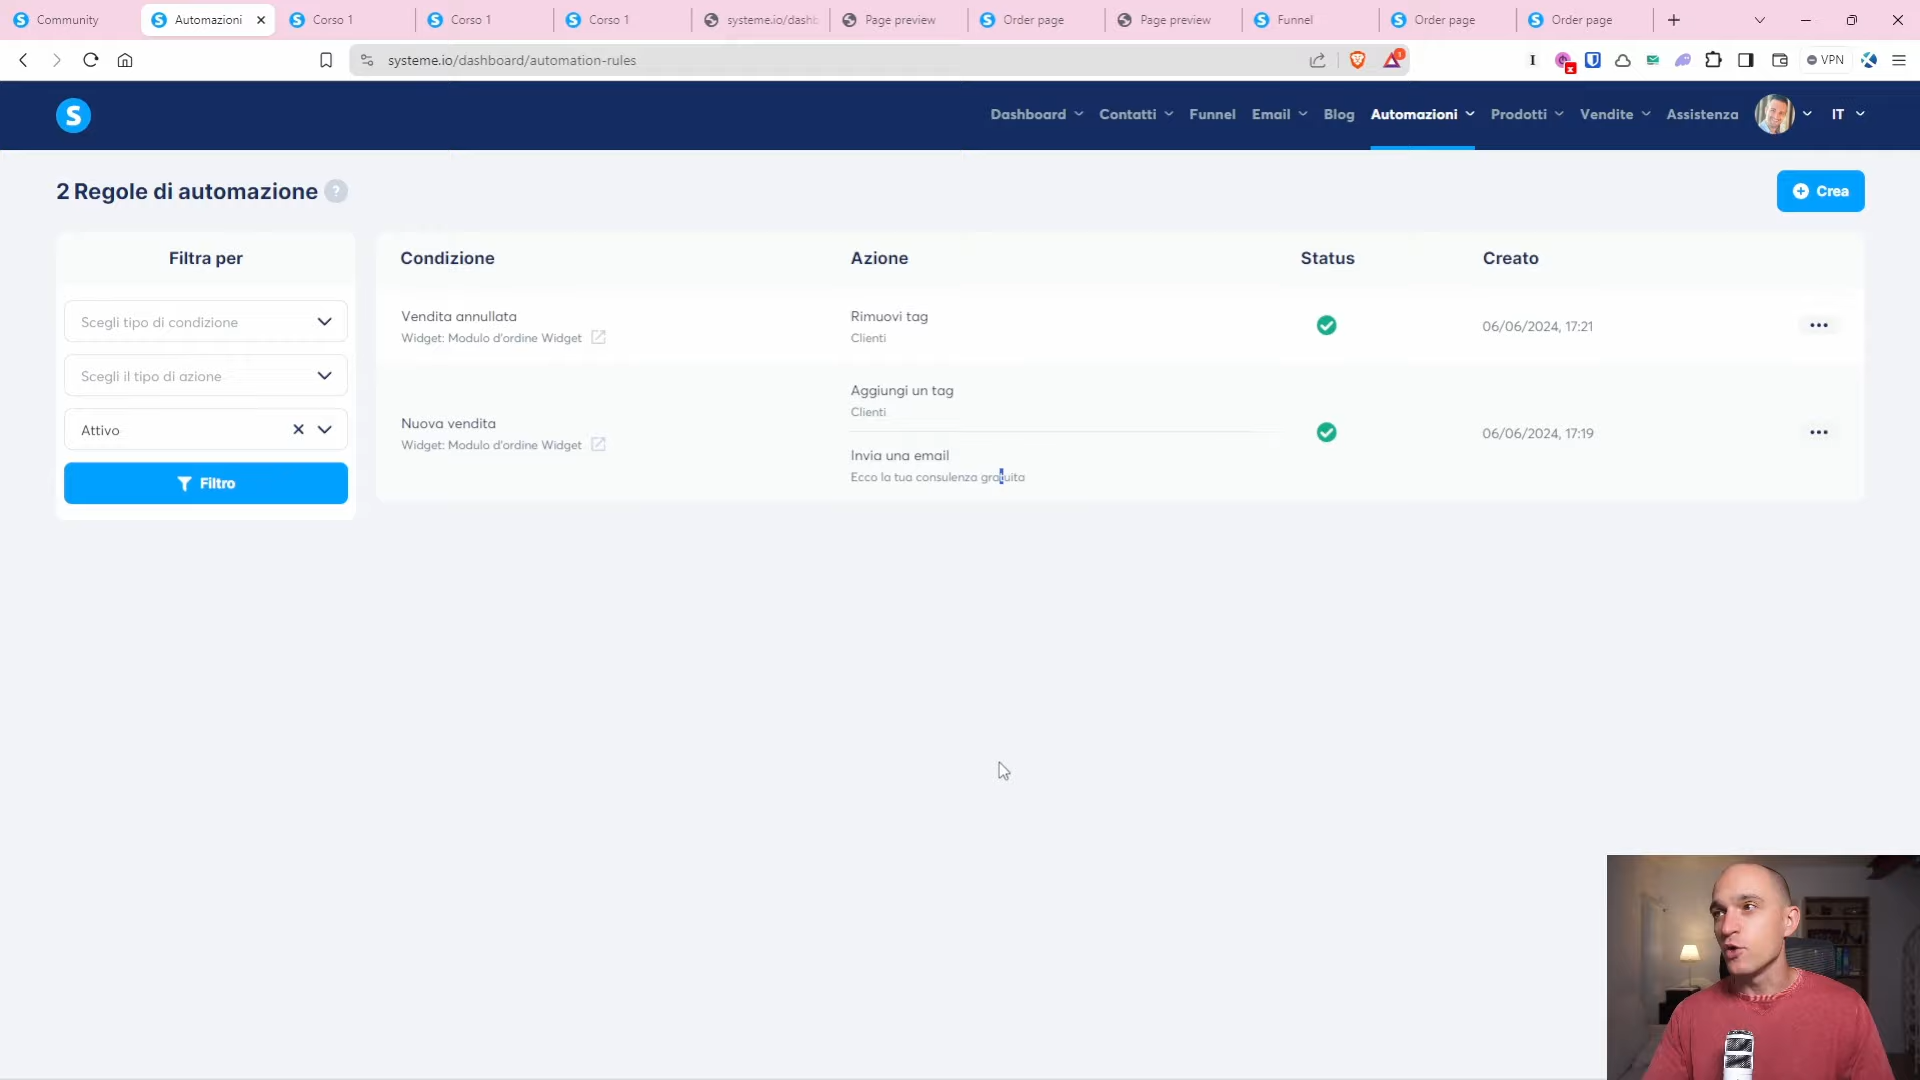 Community
Automazioni
Corso 1
Corso 1
Corso 1
systeme.io/dashb
Page preview
Order page
Page preview
Funnel
Order page
Order page
systeme.io/dashboard/automation-rules
VPN
S
Dashboard
Contatti
Funnel
Email
Blog
Automazioni
Prodotti
Vendite
Assistenza
IT
2 Regole di automazione ?
Crea
Filtra per
Scegli tipo di condizione
Scegli il tipo di azione
Attivo
Filtro
Condizione
Azione
Status
Creato
Vendita annullata
Widget: Modulo d'ordine Widget
Rimuovi tag
Clienti
06/06/2024, 17:21
Nuova vendita
Widget: Modulo d'ordine Widget
Aggiungi un tag
Clienti
Invia una email
Ecco la tua consulenza gratuita
06/06/2024, 17:19